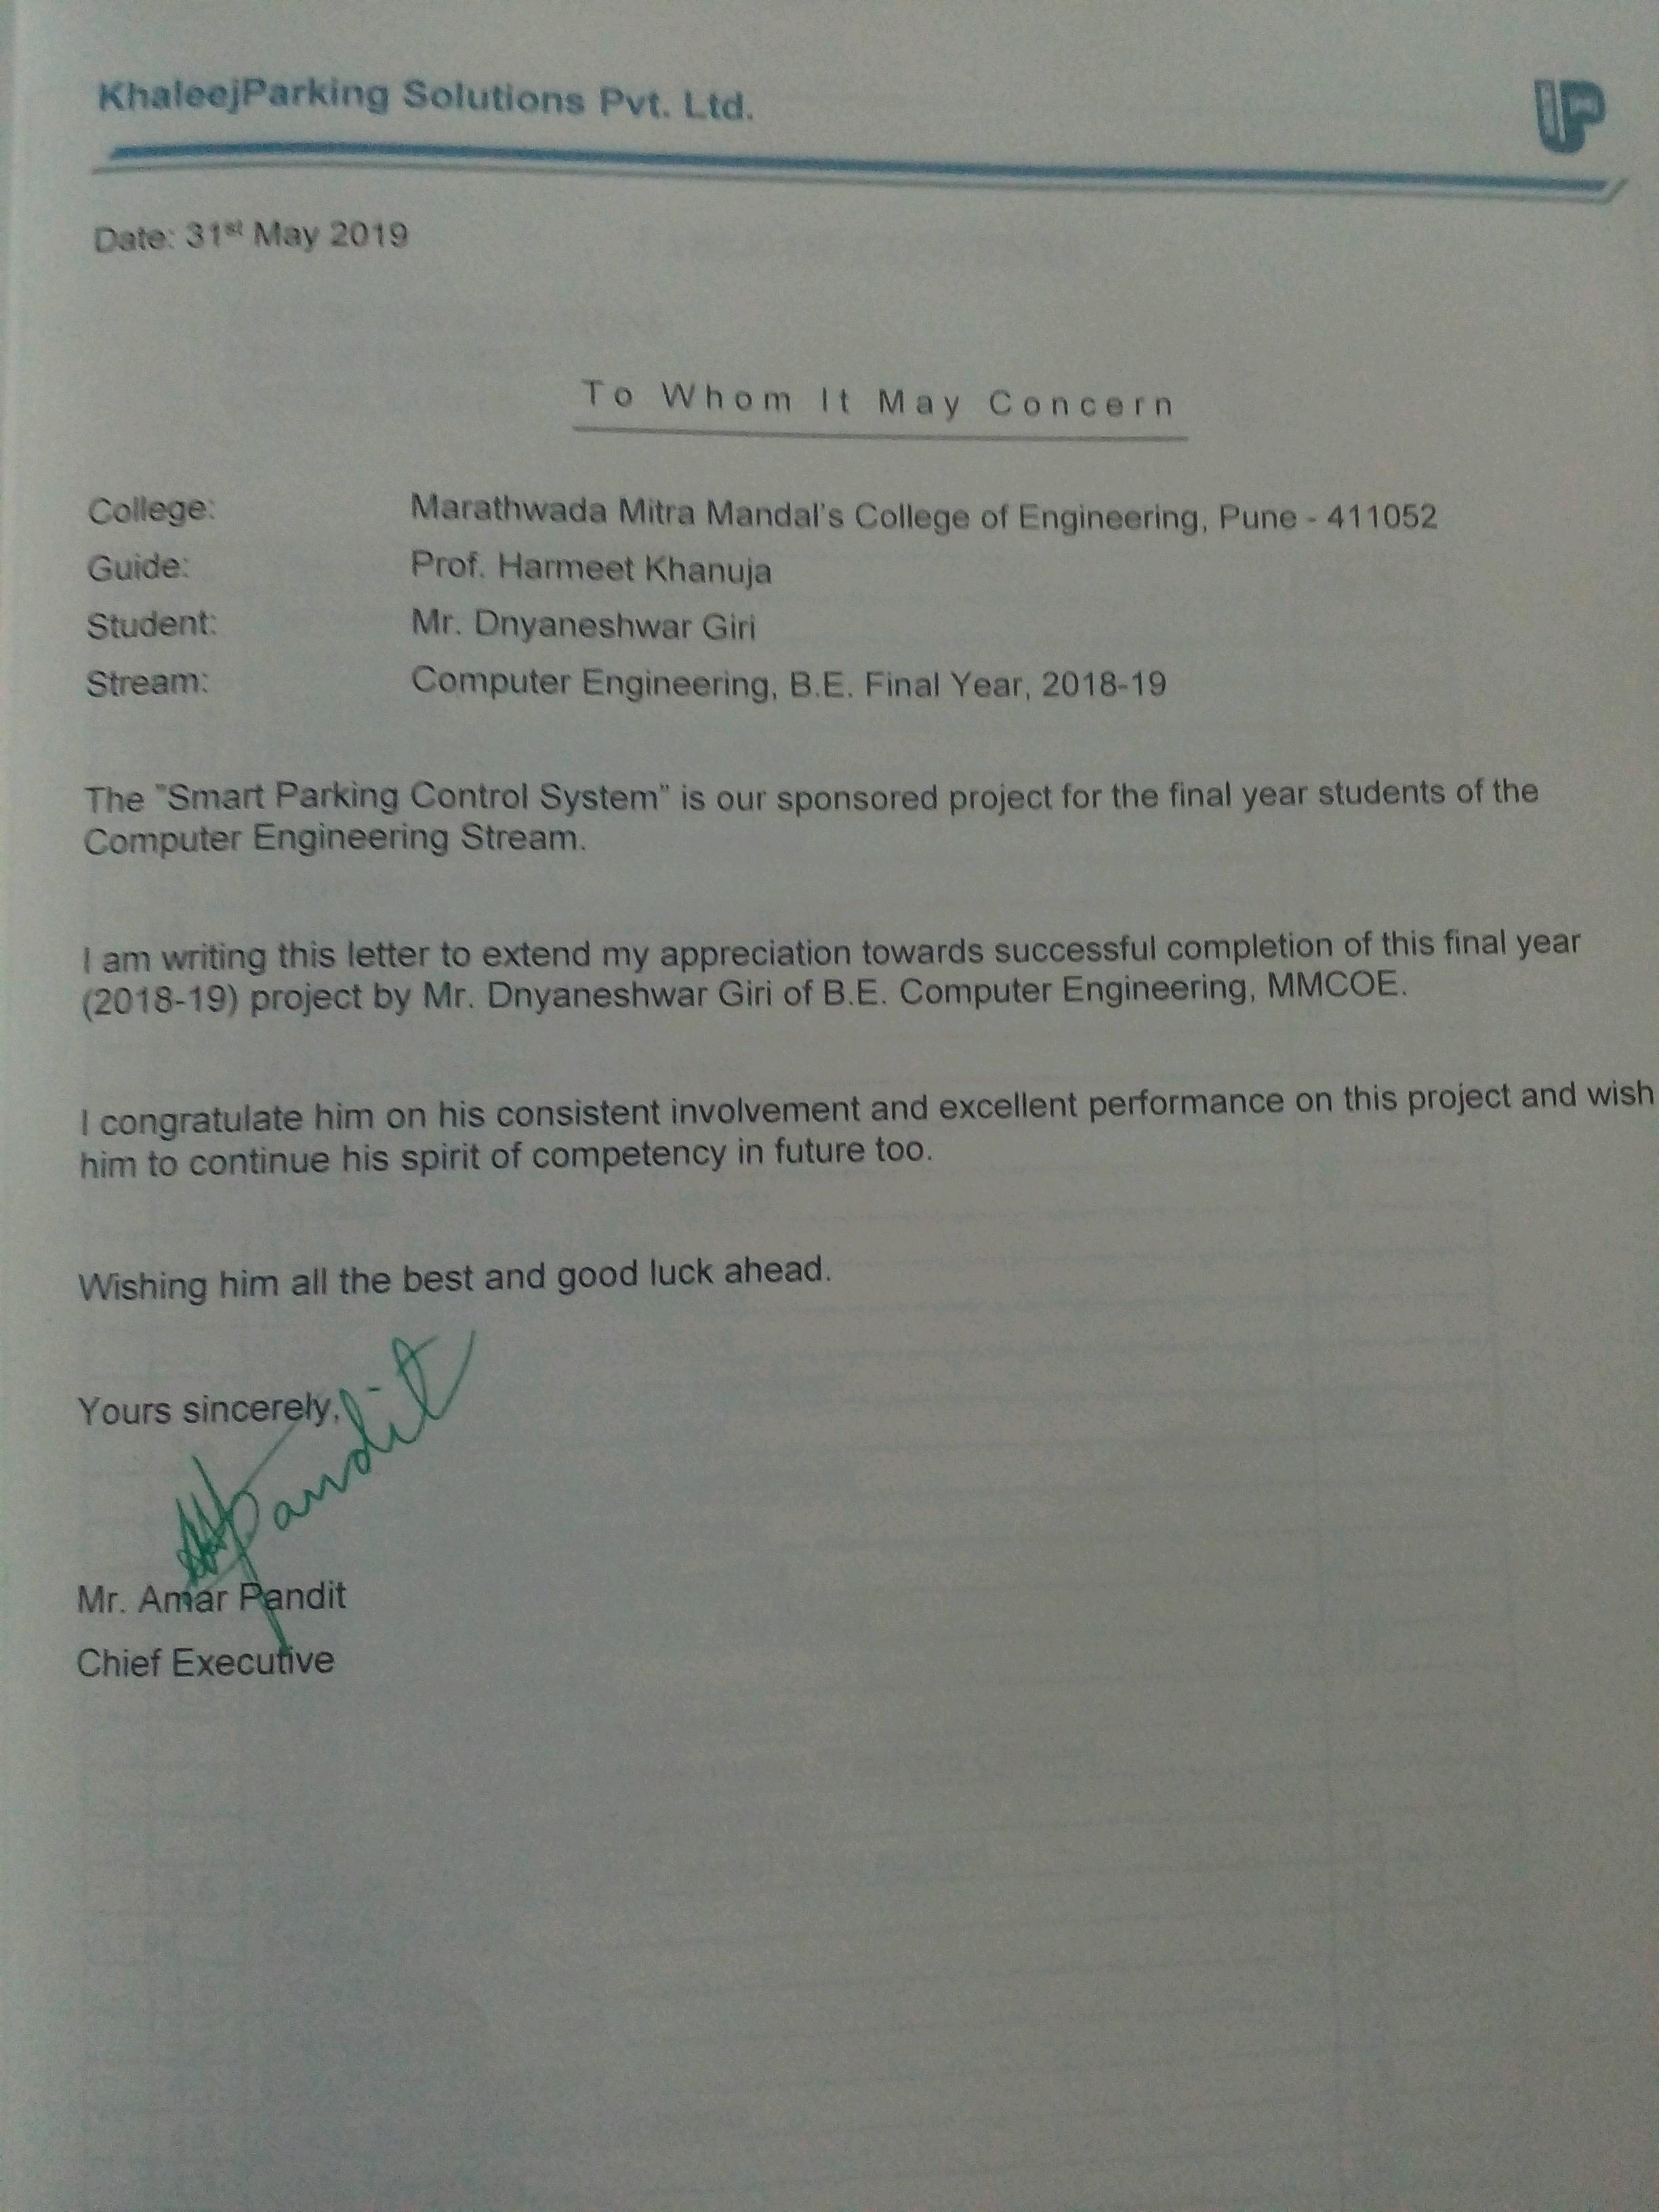 KhaleejParking Solutions Pvt. Ltd.
IP
Date: 31st May 2019
To Whom It May Concern
College: Marathwada Mitra Mandal's College of Engineering, Pune - 411052
Guide: Prof. Harmeet Khanuja
Student: Mr. Dnyaneshwar Giri
Stream: Computer Engineering, B.E. Final Year, 2018-19
The "Smart Parking Control System" is our sponsored project for the final year students of the
Computer Engineering Stream.
I am writing this letter to extend my appreciation towards successful completion of this final year
(2018-19) project by Mr. Dnyaneshwar Giri of B.E. Computer Engineering, MMCOE.
I congratulate him on his consistent involvement and excellent performance on this project and wish
him to continue his spirit of competency in future too.
Wishing him all the best and good luck ahead.
Yours sincerely,
Pandit
Mr. Amar Pandit
Chief Executive